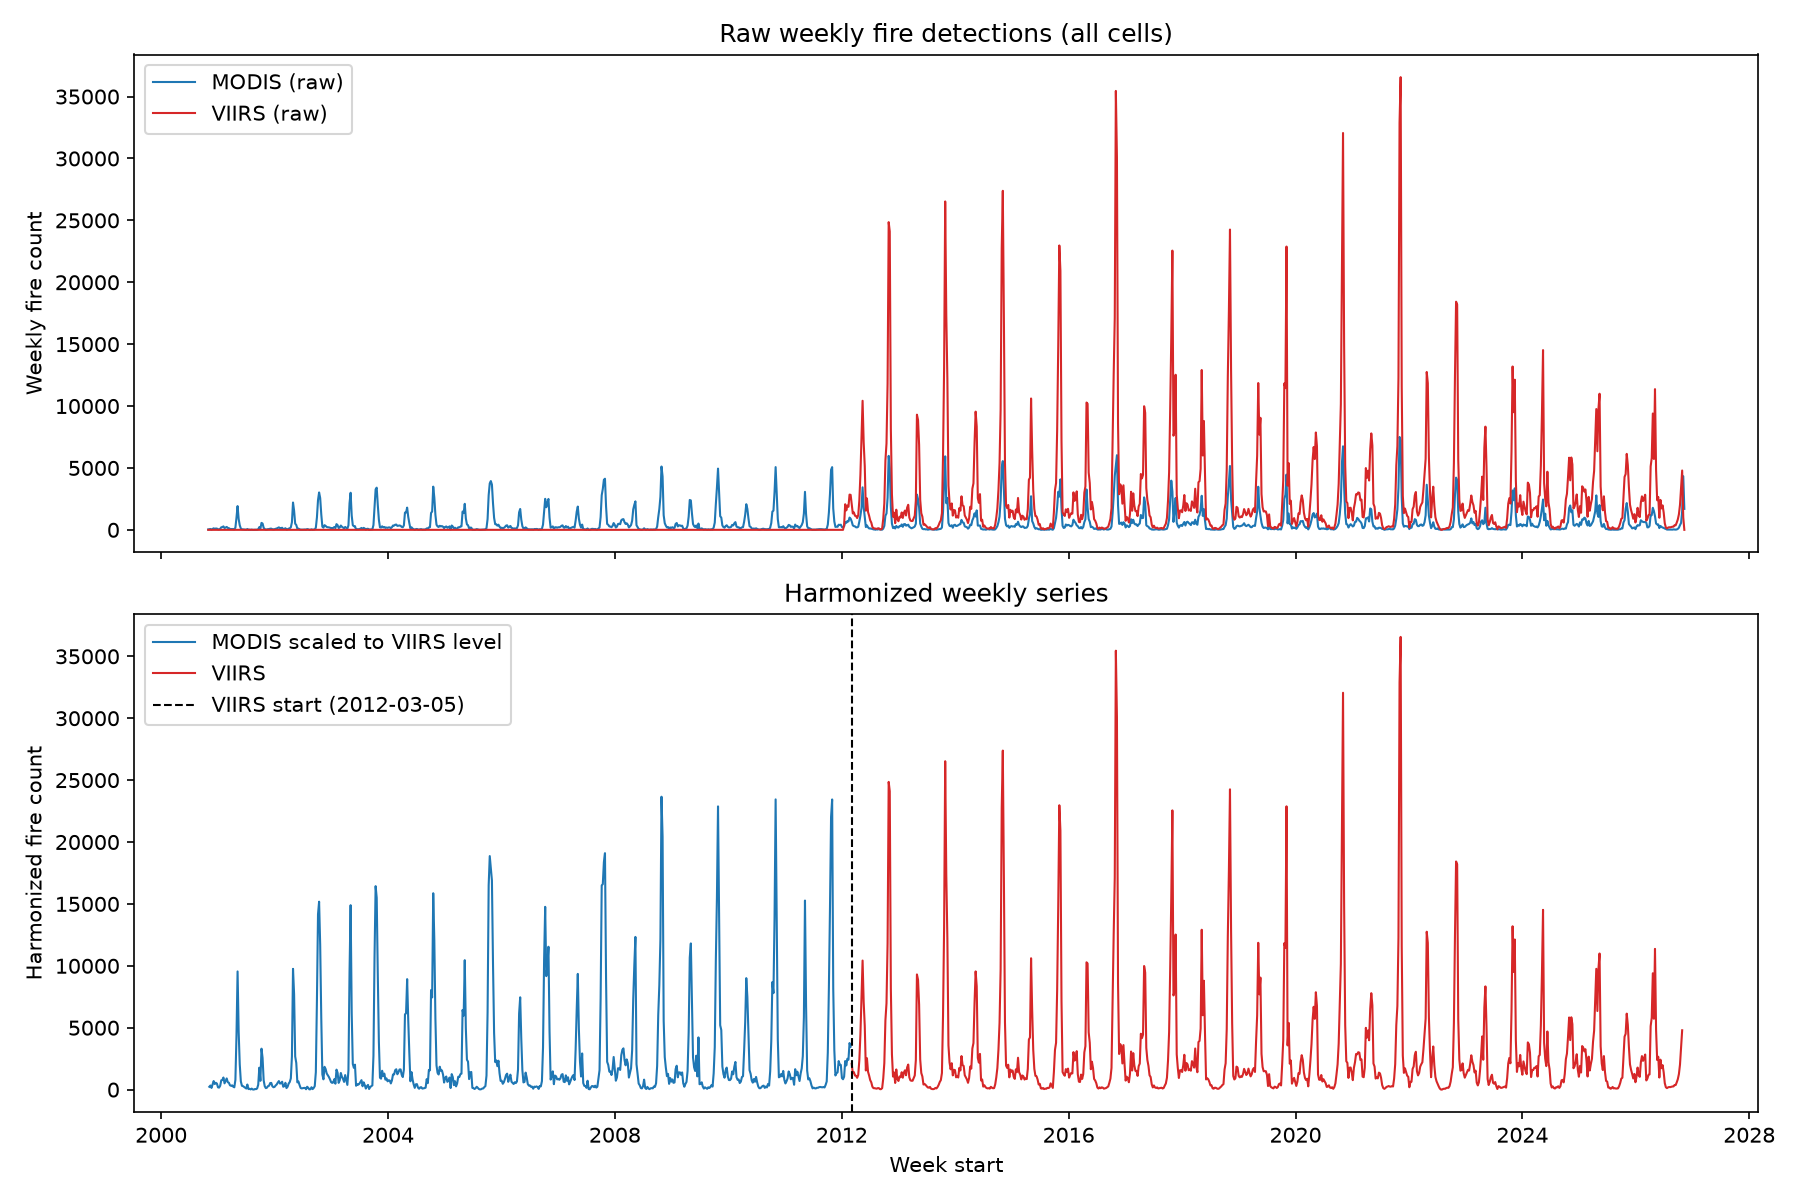 Raw weekly fire detections (all cells)
MODIS (raw)
VIIRS (raw)
35000
30000
25000
20000
15000
10000
5000
0
Weekly fire count
Harmonized weekly series
MODIS scaled to VIIRS level
VIIRS
VIIRS start (2012-03-05)
35000
30000
25000
20000
15000
10000
5000
0
Harmonized fire count
2000 2004 2008 2012 2016 2020 2024 2028
Week start